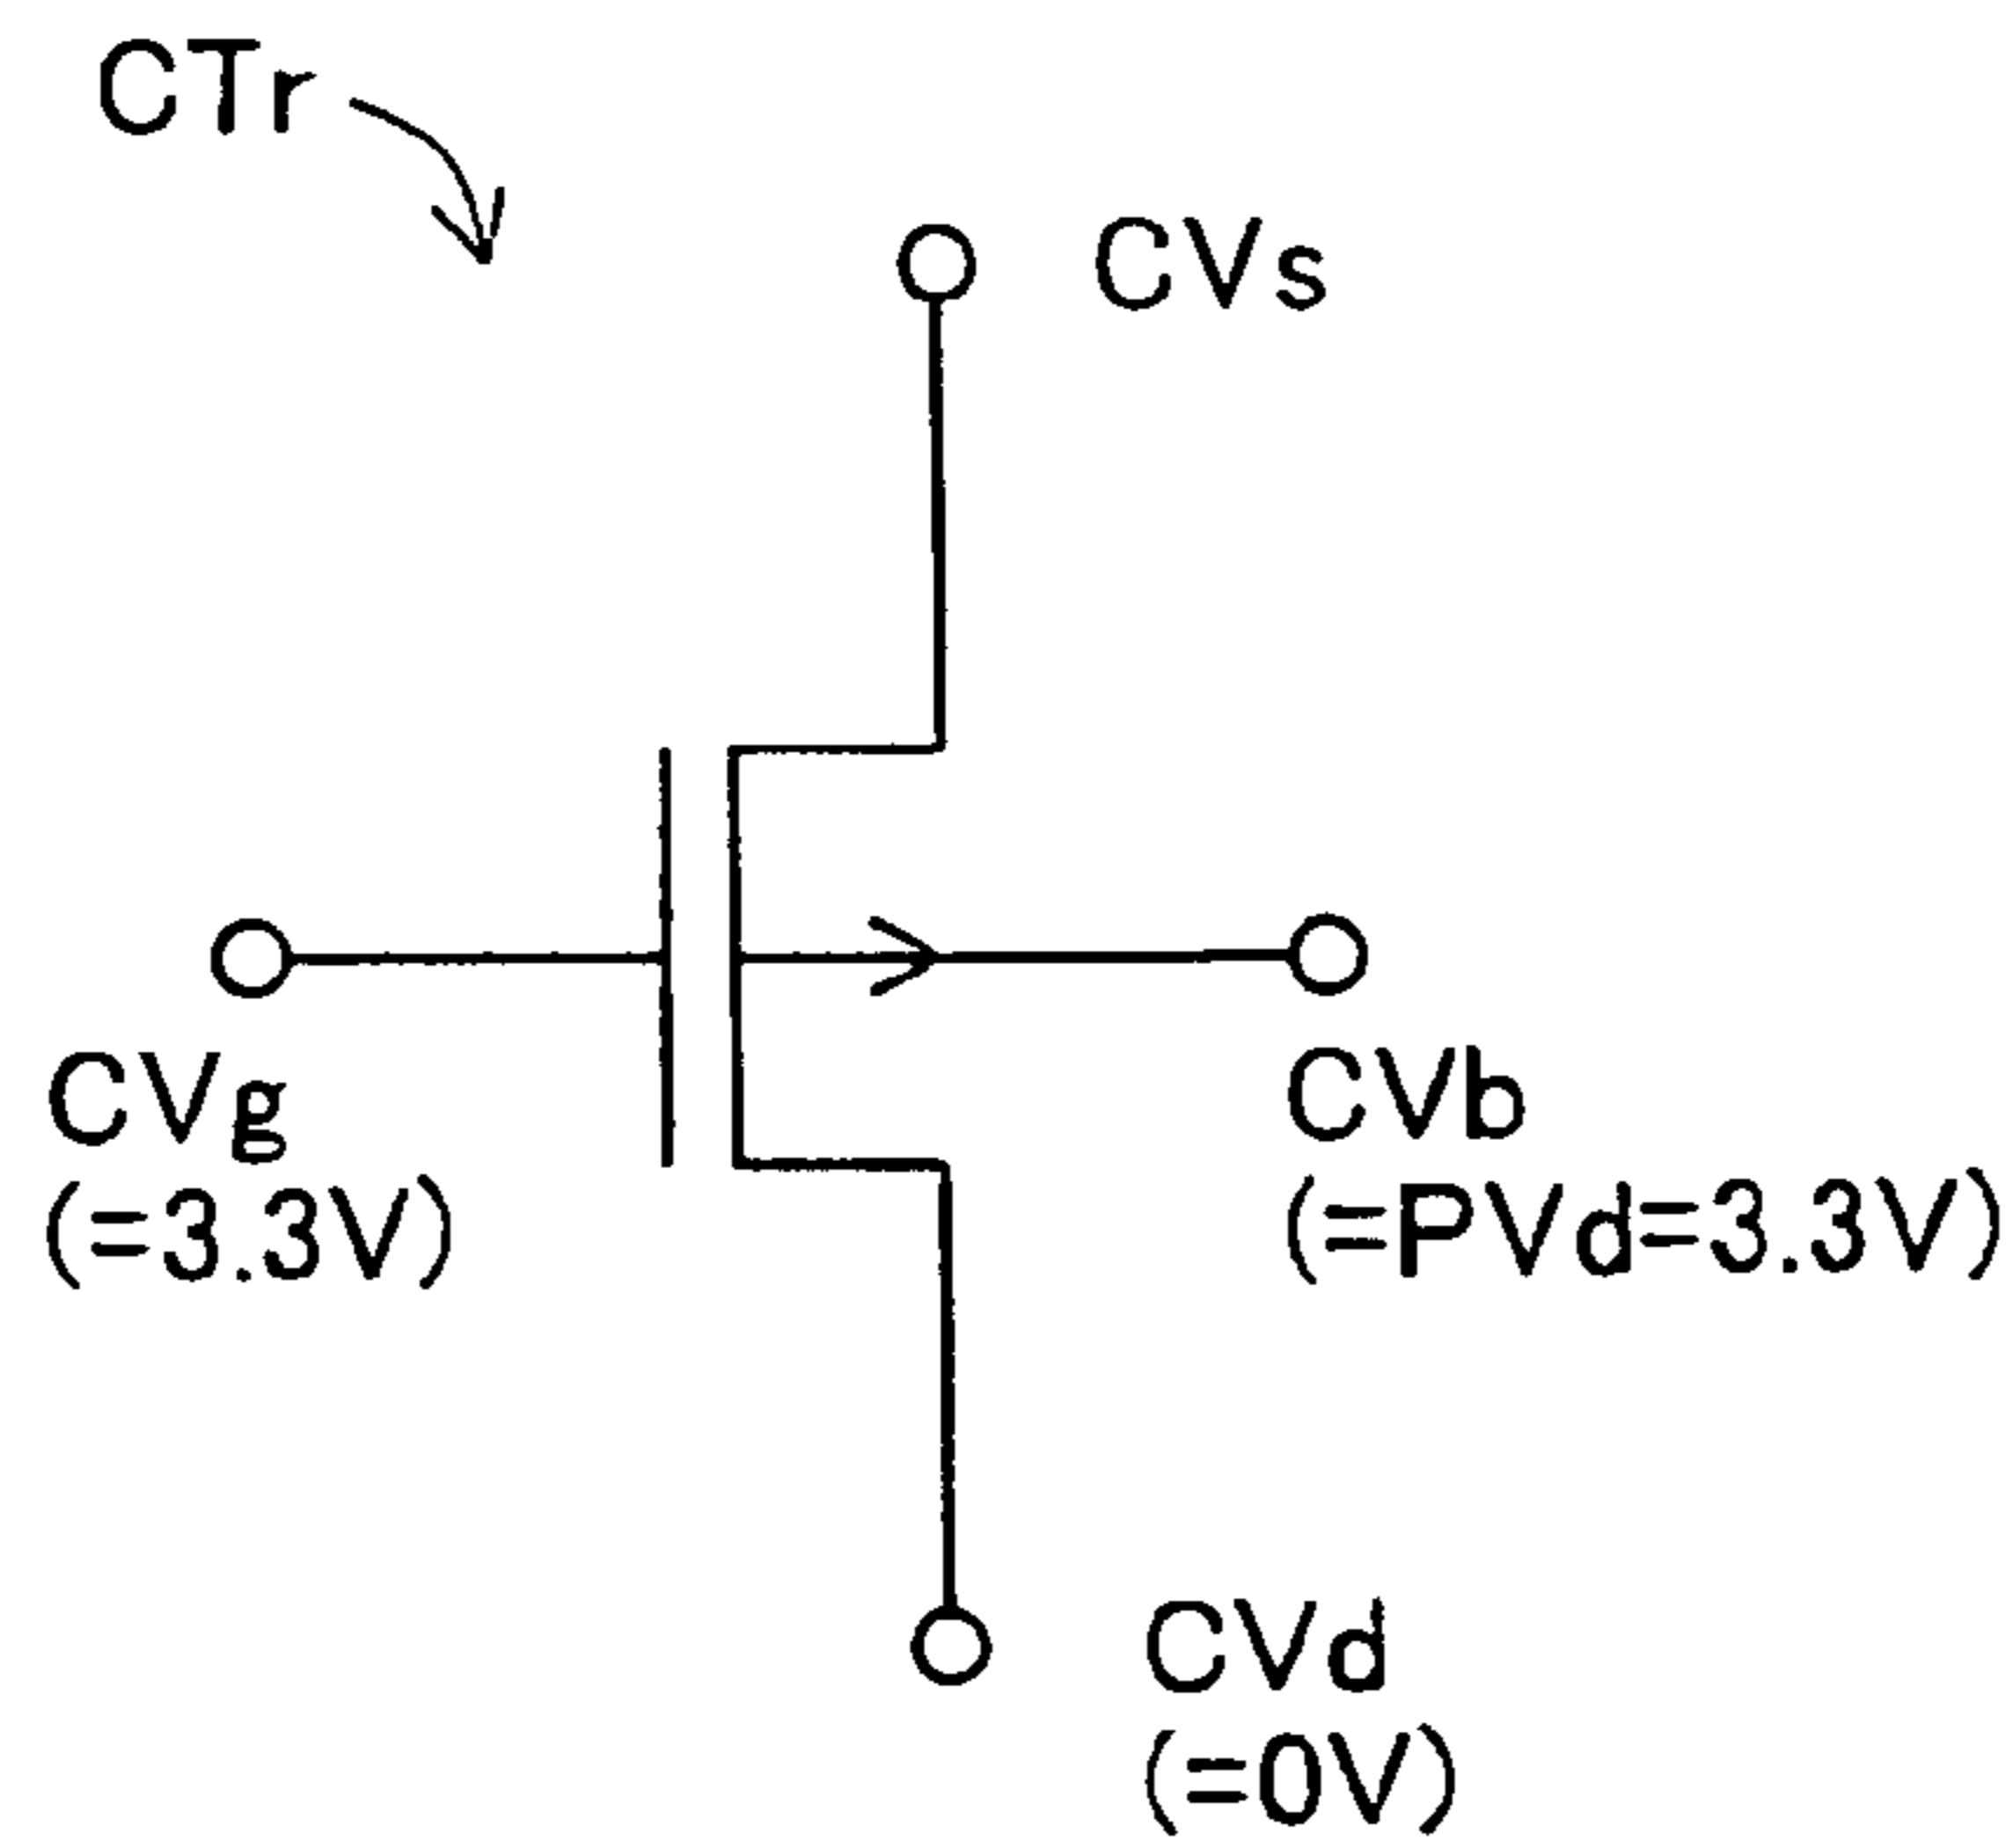 CTr
CVs
CVg
(=3.3V)
CVb
(=PVd=3.3V)
CVd
(=0V)